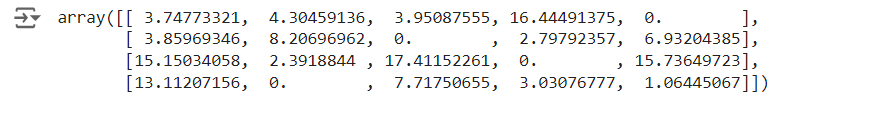 array([[ 3.74773321,  4.30459136,  3.95087555, 16.44491375,  0.        ],
       [ 3.85969346,  8.20696962,  0.        ,  2.79792357,  6.93204385],
       [15.15034058,  2.3918844 , 17.41152261,  0.        , 15.73649723],
       [13.11207156,  0.        ,  7.71750655,  3.03076777,  1.06445067]])